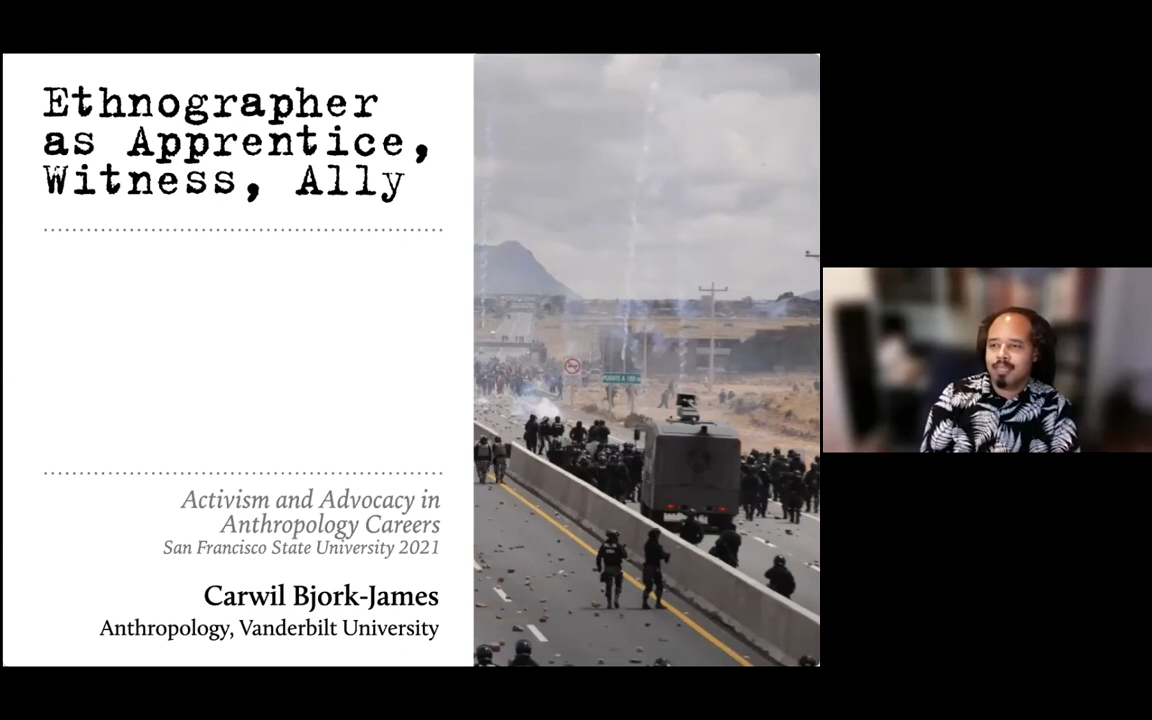 Ethnographer
as Apprentice,
Witness, Ally
Activism and Advocacy in
Anthropology Careers
San Francisco State University 2021
Carwil Bjork-James
Anthropology, Vanderbilt University